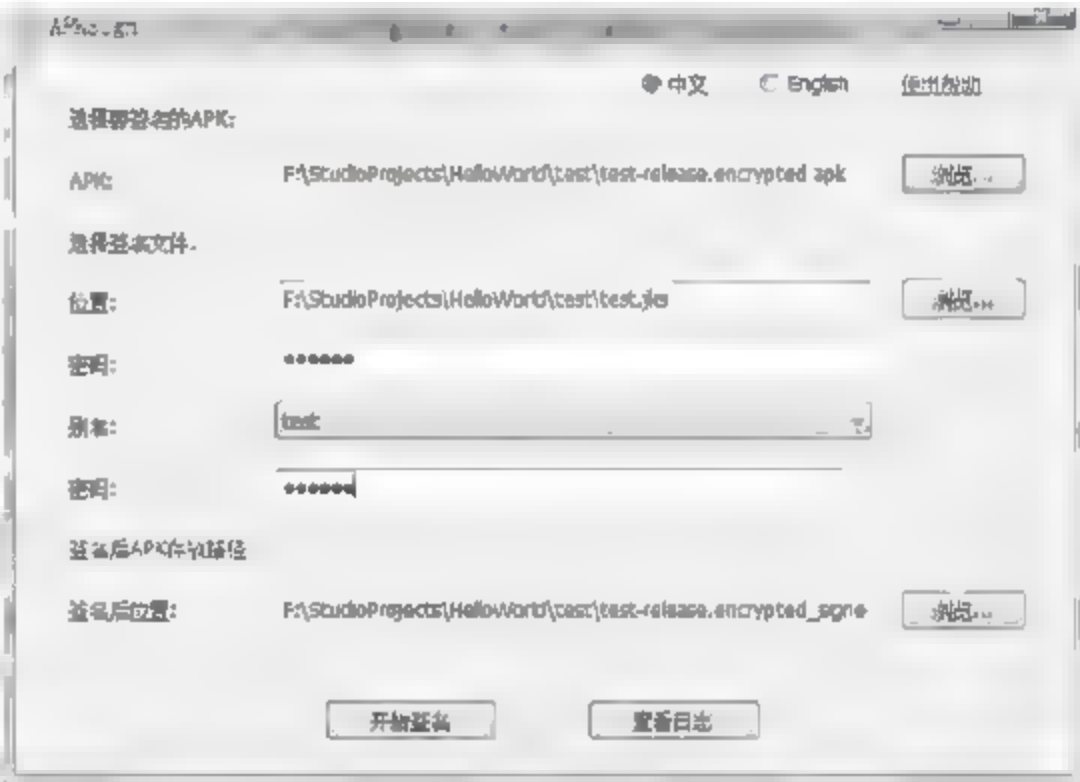 中文 English 使用帮助
选择要签名的APK:
APK: F:\StudioProjects\HelloWorld\test\test-release.encrypted.apk 浏览...
选择签名文件:
位置: F:\StudioProjects\HelloWorld\test\test.jks 浏览...
密码: ••••••
别名: test
密码: ••••••
签名后APK存放路径
签名后位置: F:\StudioProjects\HelloWorld\test\test-release.encrypted_signe 浏览...
开始签名 查看日志